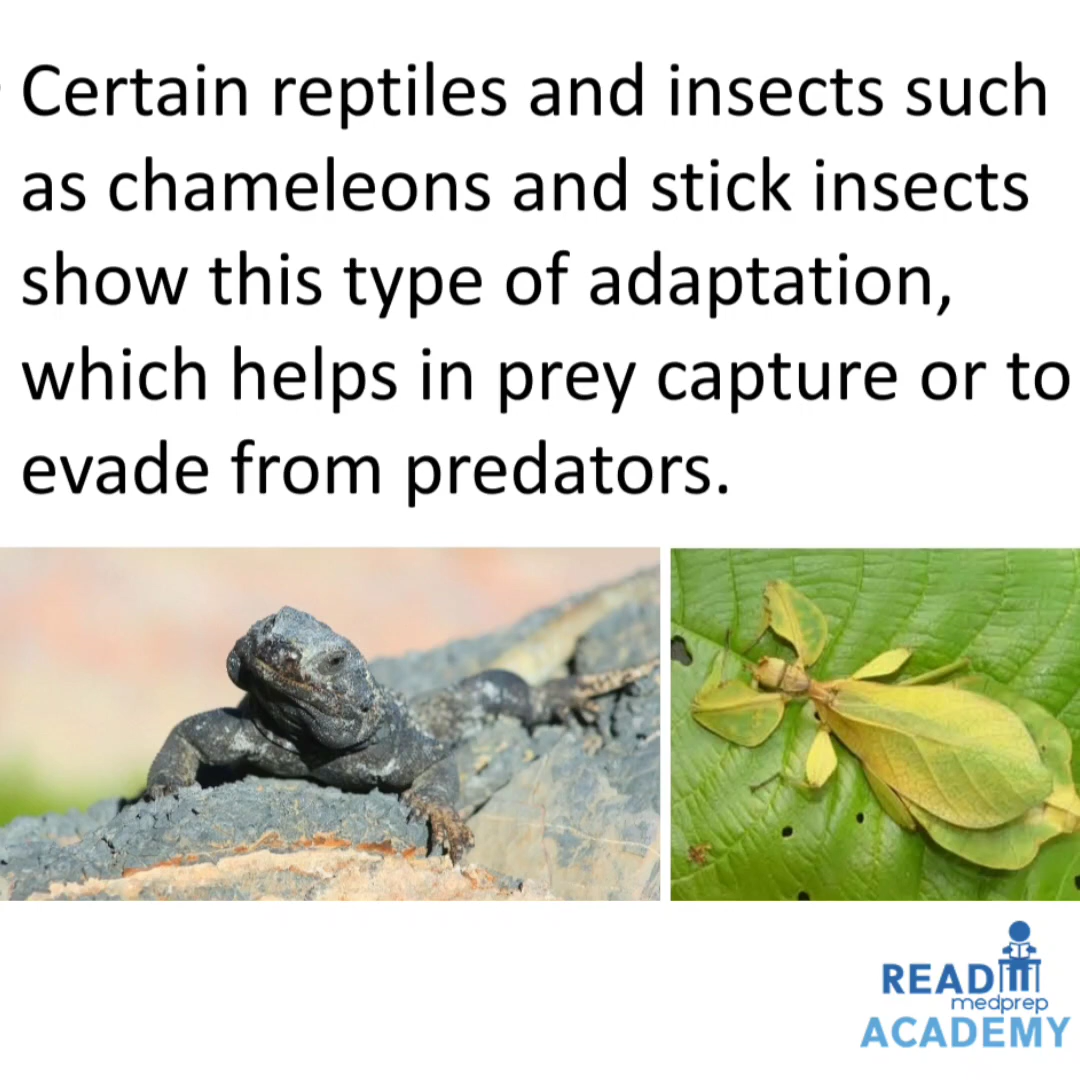 Certain reptiles and insects such
as chameleons and stick insects
show this type of adaptation,
which helps in prey capture or to
evade from predators.
READ
medprep
ACADEMY